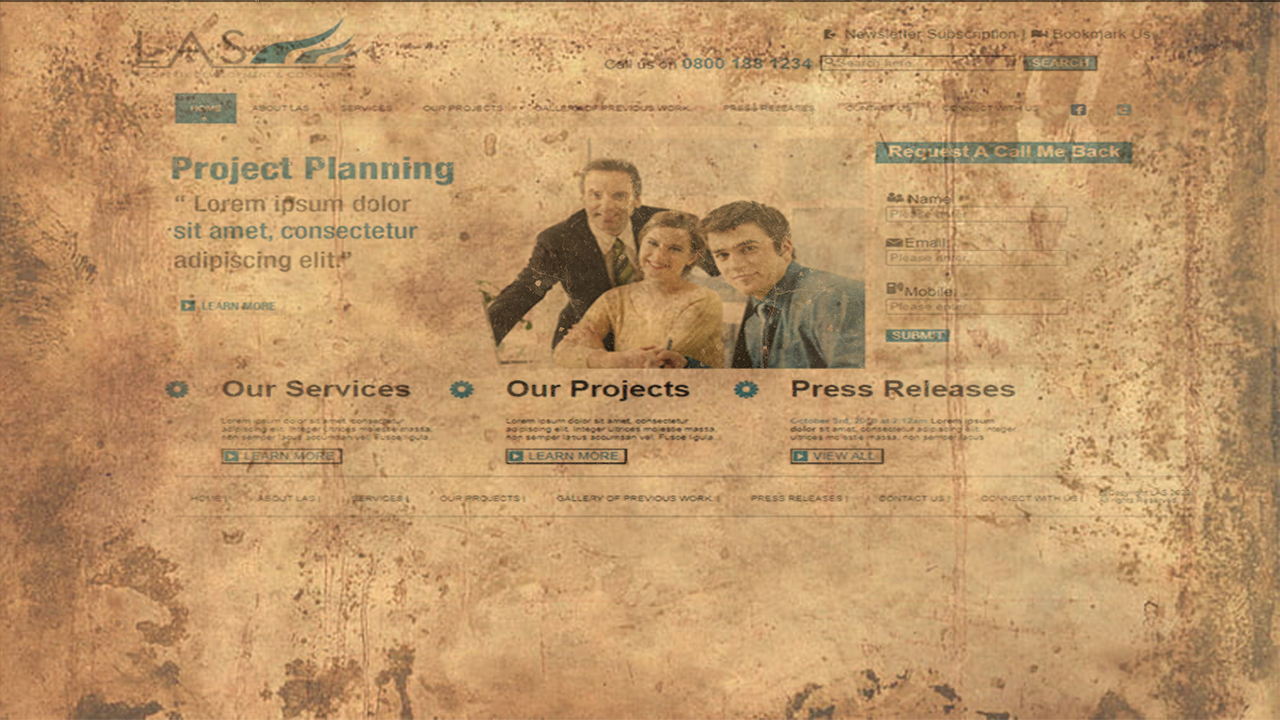 LAS
Newsletter Subscription | Bookmark Us
Call us on 0800 188 1234
Search here
SEARCH
HOME
ABOUT LAS
SERVICES
OUR PROJECTS
GALLERY OF PREVIOUS WORK
PRESS RELEASES
CONTACT US
CONNECT WITH US
Project Planning
“ Lorem ipsum dolor
sit amet, consectetur
adipiscing elit.”
LEARN MORE
Request A Call Me Back
Name
Please enter
Email
Please enter
Mobile
Please enter
SUBMIT
Our Services
Lorem ipsum dolor sit amet, consectetur
adipiscing elit. Integer Ultrices molestie massa,
non semper lacus accumsan vel. Fusce ligula.
LEARN MORE
Our Projects
Lorem ipsum dolor sit amet, consectetur
adipiscing elit. Integer Ultrices molestie massa,
non semper lacus accumsan vel. Fusce ligula.
LEARN MORE
Press Releases
October 3rd, at 2:12am Lorem ipsum
dolor sit amet, consectetur adipiscing elit. Integer
ultrices molestie massa, non semper lacus
VIEW ALL
HOME |
ABOUT LAS |
SERVICES |
OUR PROJECTS |
GALLERY OF PREVIOUS WORK |
PRESS RELEASES |
CONTACT US |
CONNECT WITH US |
Copyright LAS
All rights Reserved